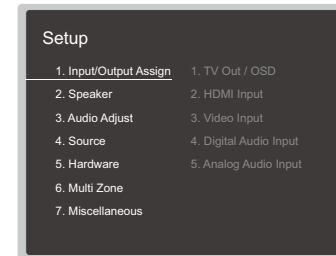 Setup
1. Input/Output Assign
2. Speaker
3. Audio Adjust
4. Source
5. Hardware
6. Multi Zone
7. Miscellaneous
1. TV Out / OSD
2. HDMI Input
3. Video Input
4. Digital Audio Input
5. Analog Audio Input